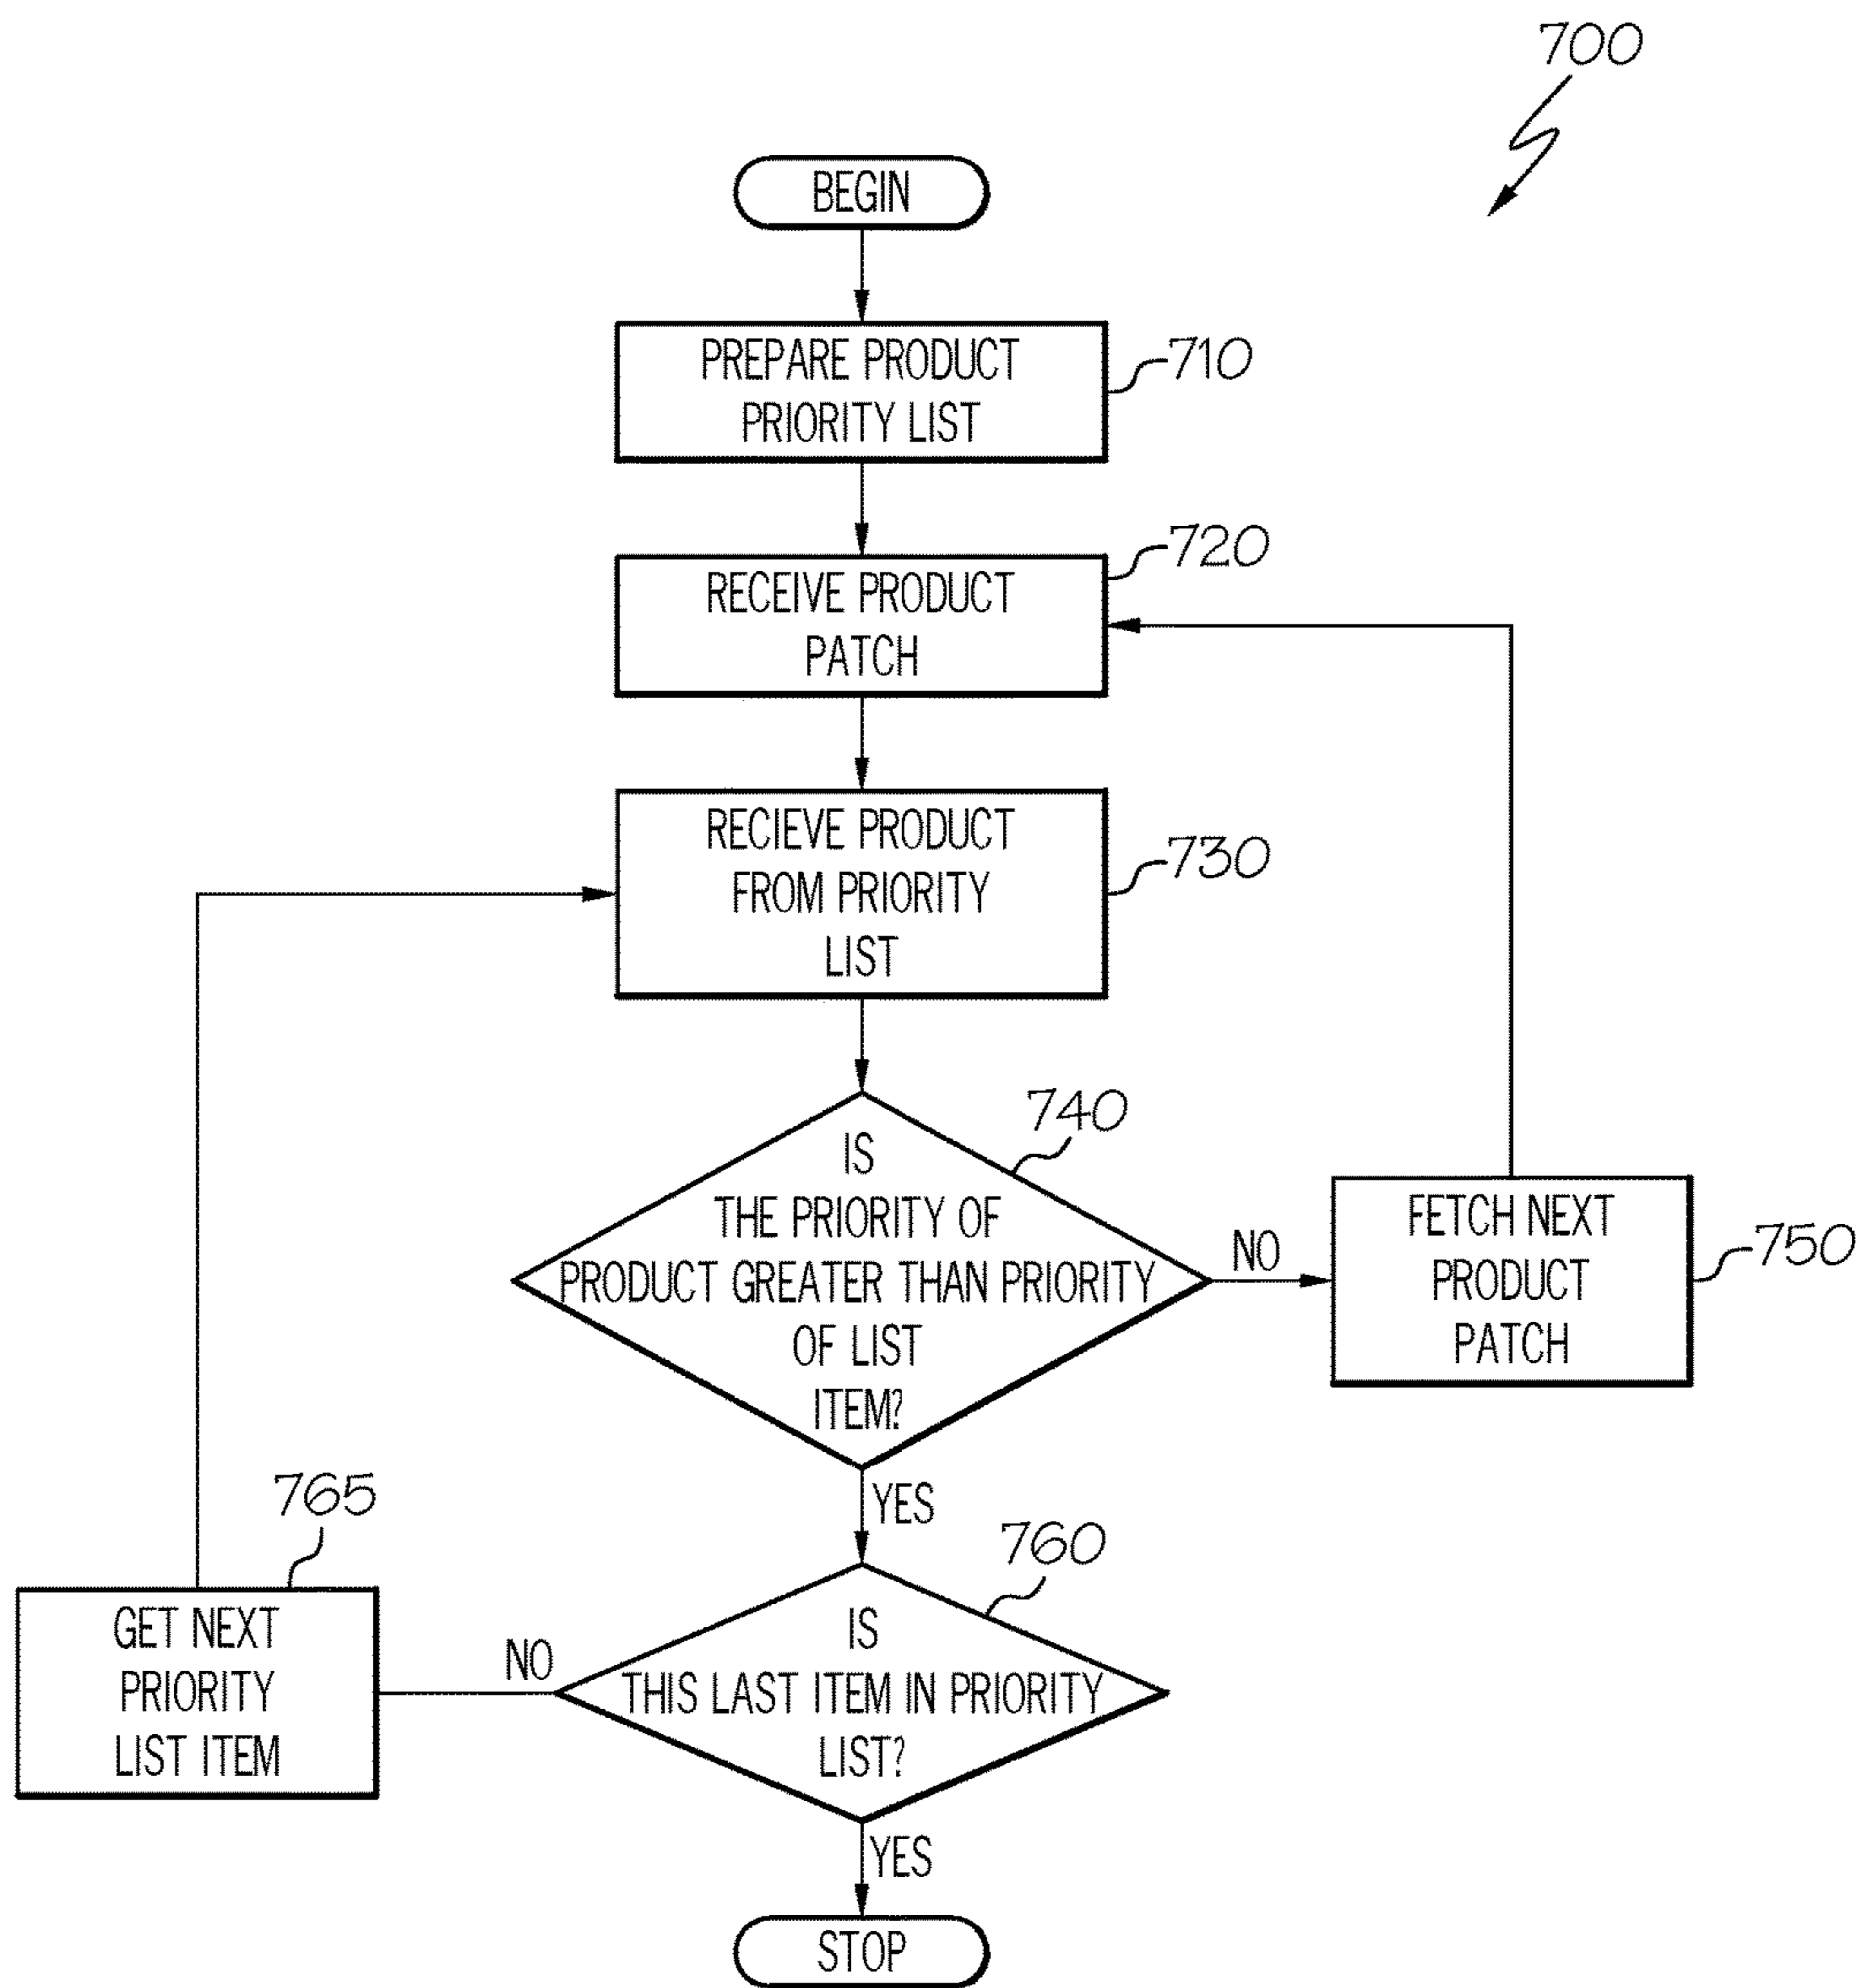 700
BEGIN
PREPARE PRODUCT
PRIORITY LIST
710
RECEIVE PRODUCT
PATCH
720
RECIEVE PRODUCT
FROM PRIORITY
LIST
730
IS
THE PRIORITY OF
PRODUCT GREATER THAN PRIORITY
OF LIST
ITEM?
740
NO
FETCH NEXT
PRODUCT
PATCH
750
YES
IS
THIS LAST ITEM IN PRIORITY
LIST?
760
NO
GET NEXT
PRIORITY
LIST ITEM
765
YES
STOP